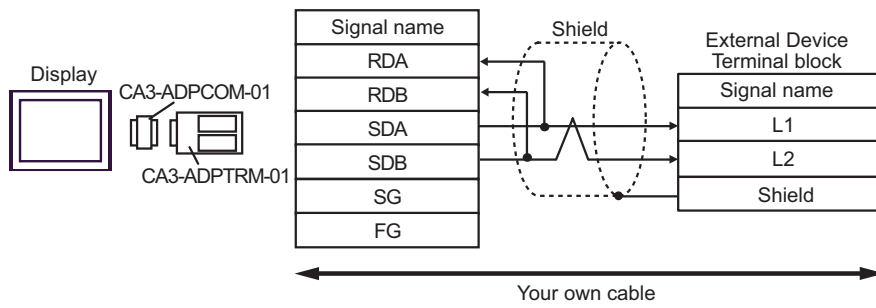 Display
CA3-ADPCOM-01
CA3-ADPTRM-01
Signal name
RDA
RDB
SDA
SDB
SG
FG
Shield
External Device
Terminal block
Signal name
L1
L2
Shield
Your own cable